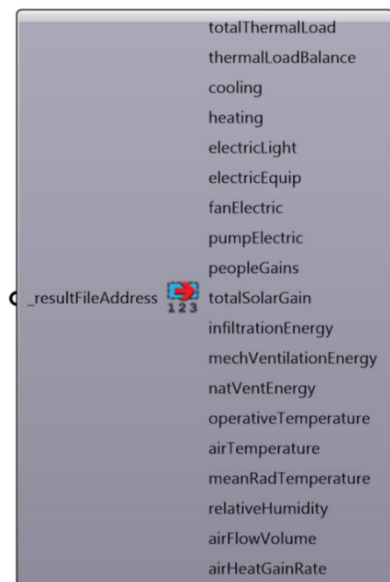 totalThermalLoad
thermalLoadBalance
cooling
heating
electricLight
electricEquip
fanElectric
pumpElectric
peopleGains
_resultFileAddress
123
totalSolarGain
infiltrationEnergy
mechVentilationEnergy
natVentEnergy
operativeTemperature
airTemperature
meanRadTemperature
relativeHumidity
airFlowVolume
airHeatGainRate